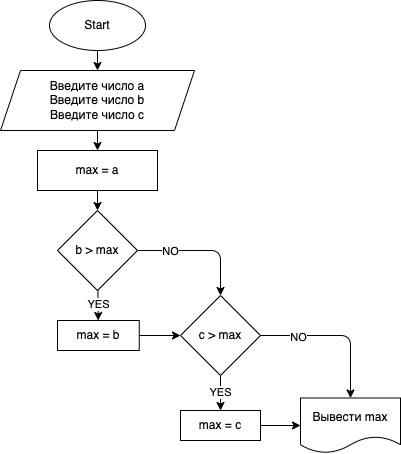 Start
Введите число a
Введите число b
Введите число c
max = a
b > max
NO
YES
max = b
c > max
NO
YES
max = c
Вывести max